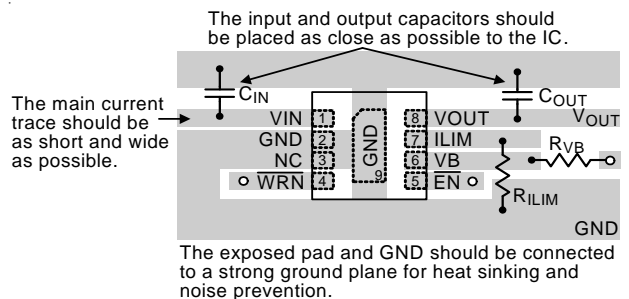 The input and output capacitors should
be placed as close as possible to the IC.
CIN
COUT
The main current
trace should be
as short and wide
as possible.
VIN 1 8 VOUT VOUT
GND 2 7 ILIM
NC 3 6 VB RVB
WRN 4 5 EN
GND
9
RILIM
GND
The exposed pad and GND should be connected
to a strong ground plane for heat sinking and
noise prevention.